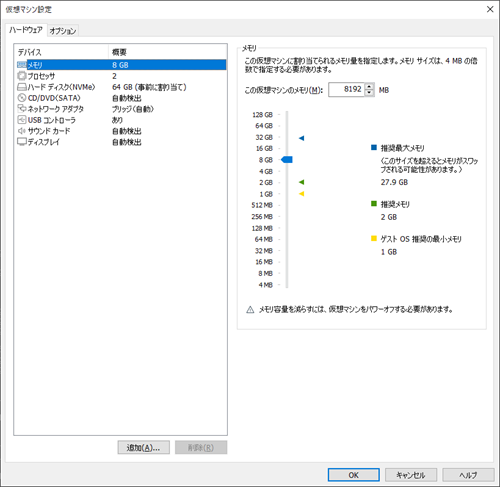 仮想マシン設定
ハードウェア オプション
デバイス 概要
メモリ 8 GB
プロセッサ 2
ハード ディスク(NVMe) 64 GB (事前に割り当て)
CD/DVD(SATA) 自動検出
ネットワーク アダプタ ブリッジ(自動)
USB コントローラ あり
サウンド カード 自動検出
ディスプレイ 自動検出
追加(A)... 削除(R)
メモリ
この仮想マシンに割り当てられるメモリ量を指定します。メモリ サイズは、4 MB の倍
数で指定する必要があります。
この仮想マシンのメモリ(M): 8192 MB
128 GB
64 GB
32 GB
16 GB
8 GB
4 GB
2 GB
1 GB
512 MB
256 MB
128 MB
64 MB
32 MB
16 MB
8 MB
4 MB
推奨最大メモリ
(このサイズを超えるとメモリがスワッ
プされる可能性があります。)
27.9 GB
推奨メモリ
2 GB
ゲスト OS 推奨の最小メモリ
1 GB
メモリ容量を減らすには、仮想マシンをパワーオフする必要があります。
OK キャンセル ヘルプ